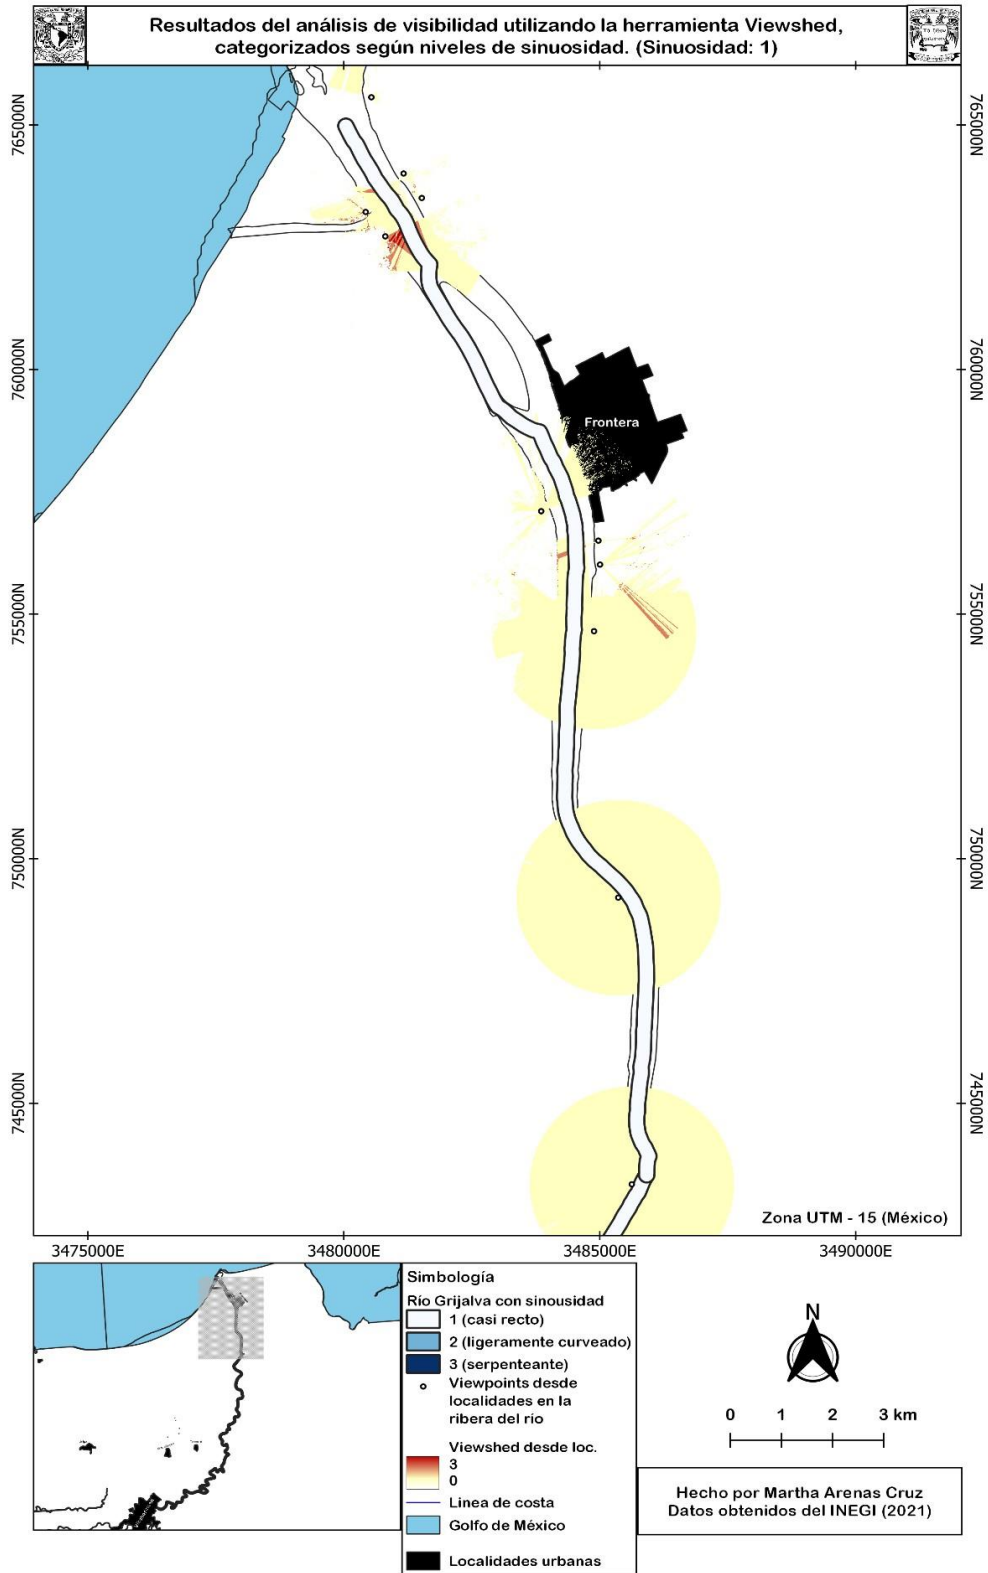 Resultados del análisis de visibilidad utilizando la herramienta Viewshed,
categorizados según niveles de sinuosidad. (Sinuosidad: 1)
765000N
765000N
760000N
760000N
Frontera
755000N
755000N
750000N
750000N
745000N
745000N
Zona UTM - 15 (México)
3475000E
3480000E
3485000E
3490000E
Simbología
Río Grijalva con sinousidad
1 (casi recto)
2 (ligeramente curveado)
3 (serpenteante)
Viewpoints desde
localidades en la
ribera del río
Viewshed desde loc.
3
0
Linea de costa
Golfo de México
Localidades urbanas
N
0 1 2 3 km
Hecho por Martha Arenas Cruz
Datos obtenidos del INEGI (2021)